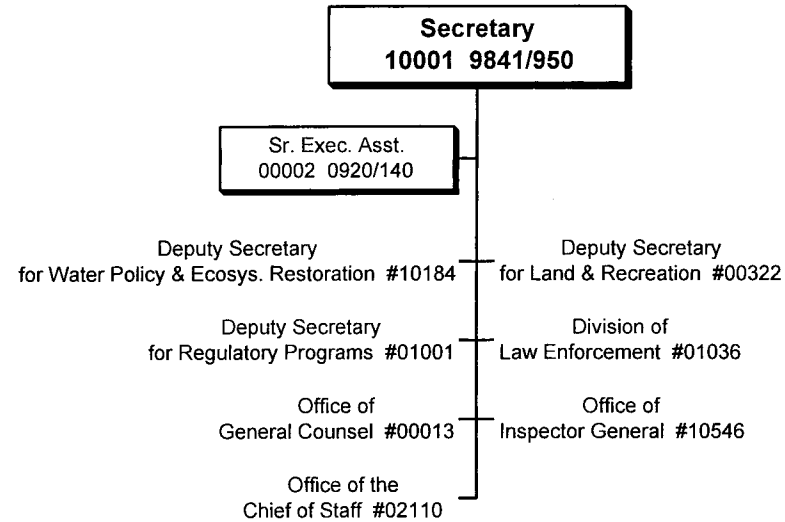 Secretary
10001 9841/950
Sr. Exec. Asst.
00002 0920/140
Deputy Secretary
for Water Policy & Ecosys. Restoration #10184
Deputy Secretary
for Land & Recreation #00322
Deputy Secretary
for Regulatory Programs #01001
Division of
Law Enforcement #01036
Office of
General Counsel #00013
Office of
Inspector General #10546
Office of the
Chief of Staff #02110